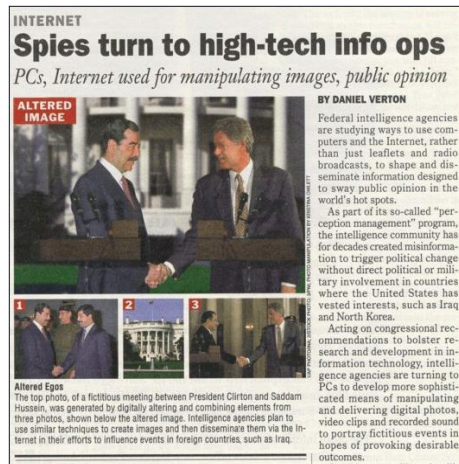 INTERNET
Spies turn to high-tech info ops
PCs, Internet used for manipulating images, public opinion
ALTERED
IMAGE
1
2
3
Altered Egos
The top photo, of a fictitious meeting between President Clinton and Saddam
Hussein, was generated by digitally altering and combining elements from
three photos, shown below the altered image. Intelligence agencies plan to
use similar techniques to create images and then disseminate them via the In-
ternet in their efforts to influence events in foreign countries, such as Iraq.
BY DANIEL VERTON
Federal intelligence agencies
are studying ways to use com-
puters and the Internet, rather
than just leaflets and radio
broadcasts, to shape and dis-
seminate information designed
to sway public opinion in the
world's hot spots.
As part of its so-called "per-
ception management" program,
the intelligence community has
for decades created misinforma-
tion to trigger political change
without direct political or mili-
tary involvement in countries
where the United States has
vested interests, such as Iraq
and North Korea.
Acting on congressional rec-
ommendations to bolster re-
search and development in in-
formation technology, intelli-
gence agencies are turning to
PCs to develop more sophisti-
cated means of manipulating
and delivering digital photos,
video clips and recorded sound
to portray fictitious events in
hopes of provoking desirable
outcomes.